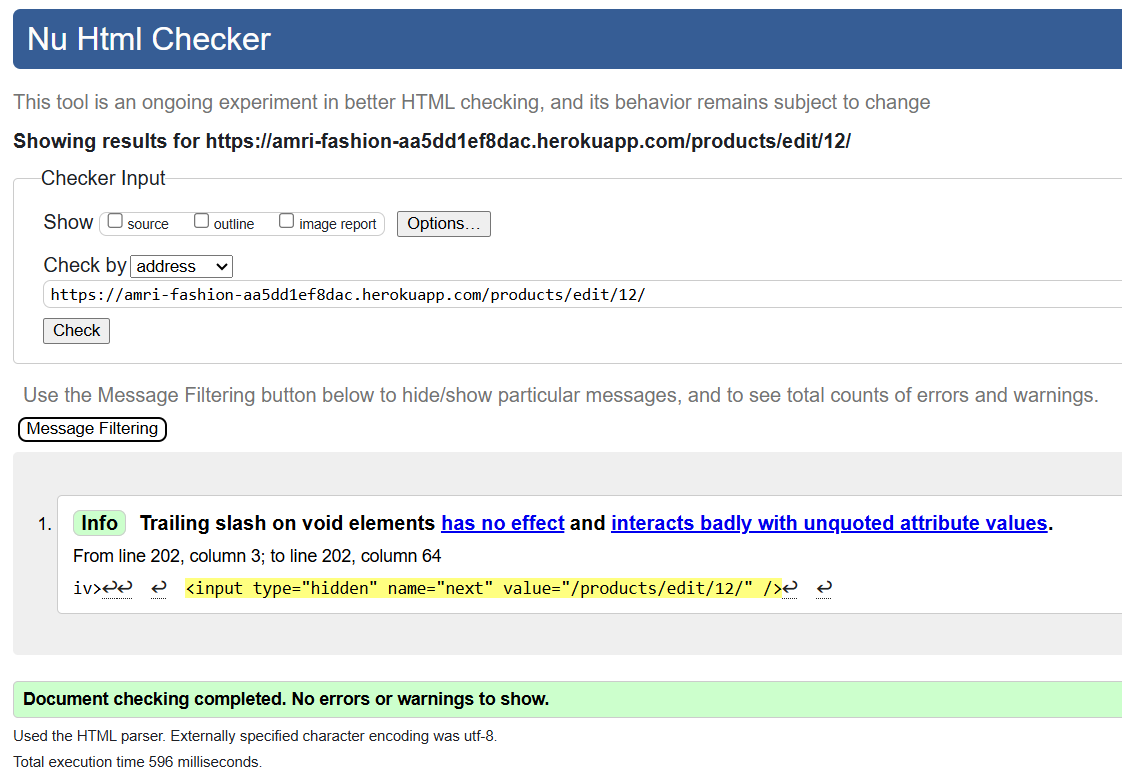 Nu Html Checker
This tool is an ongoing experiment in better HTML checking, and its behavior remains subject to change
Showing results for https://amri-fashion-aa5dd1ef8dac.herokuapp.com/products/edit/12/
Checker Input
Show source outline image report Options…
Check by address
https://amri-fashion-aa5dd1ef8dac.herokuapp.com/products/edit/12/
Check
Use the Message Filtering button below to hide/show particular messages, and to see total counts of errors and warnings.
Message Filtering
1. Info Trailing slash on void elements has no effect and interacts badly with unquoted attribute values.
From line 202, column 3; to line 202, column 64
iv>↩↩ ↩ <input type="hidden" name="next" value="/products/edit/12/" />↩ ↩
Document checking completed. No errors or warnings to show.
Used the HTML parser. Externally specified character encoding was utf-8.
Total execution time 596 milliseconds.